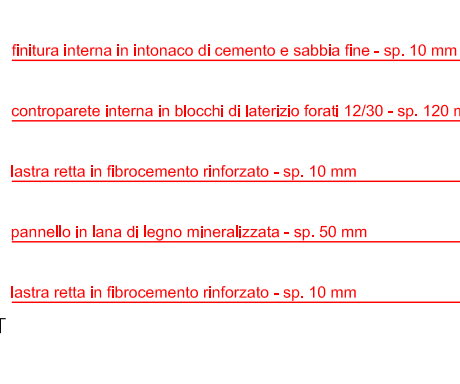 finitura interna in intonaco di cemento e sabbia fine - sp. 10 mm
controparete interna in blocchi di laterizio forati 12/30 - sp. 120 m
lastra retta in fibrocemento rinforzato - sp. 10 mm
pannello in lana di legno mineralizzata - sp. 50 mm
lastra retta in fibrocemento rinforzato - sp. 10 mm
T